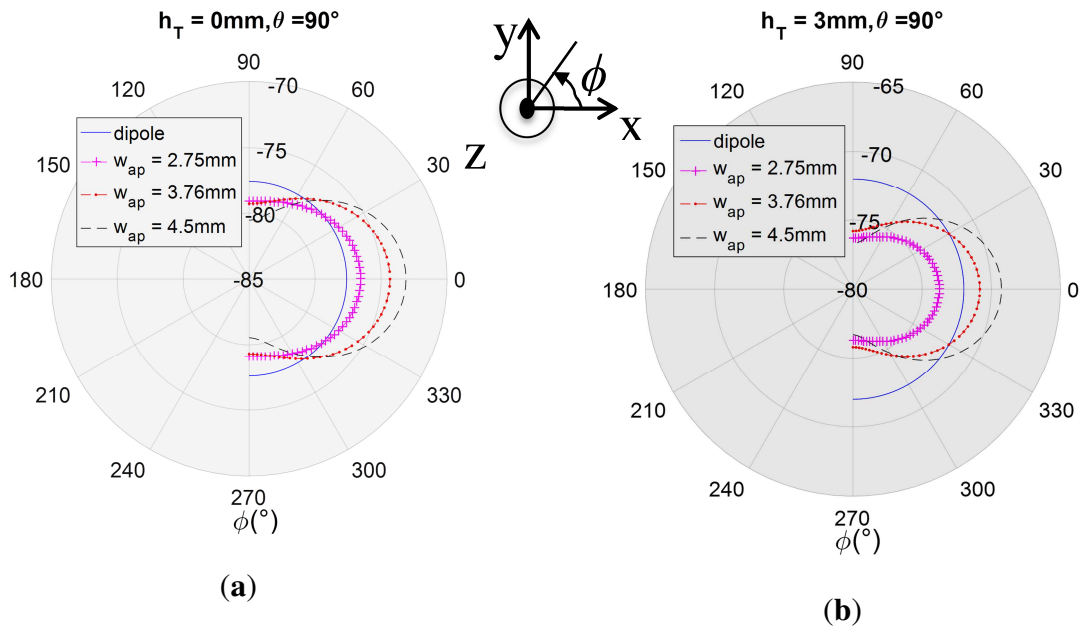 h_T = 0mm,θ =90°
90
-70
120
60
-75
dipole
w_ap = 2.75mm
w_ap = 3.76mm
w_ap = 4.5mm
150
30
-80
180
-85
0
210
330
240
300
270
ϕ(°)
(a)
y
ϕ
x
z
h_T = 3mm,θ =90°
90
-65
120
60
-70
dipole
w_ap = 2.75mm
w_ap = 3.76mm
w_ap = 4.5mm
150
30
-75
180
-80
0
210
330
240
300
270
ϕ(°)
(b)